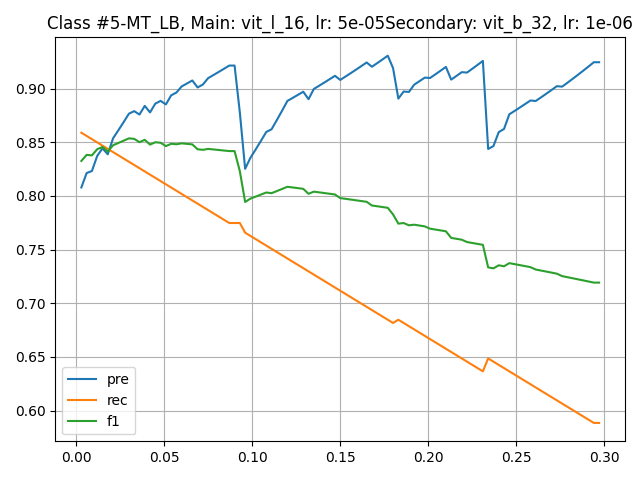 Class #5-MT_LB, Main: vit_l_16, lr: 5e-05Secondary: vit_b_32, lr: 1e-06
0.90
0.85
0.80
0.75
0.70
0.65
0.60
pre
rec
f1
0.00 0.05 0.10 0.15 0.20 0.25 0.30